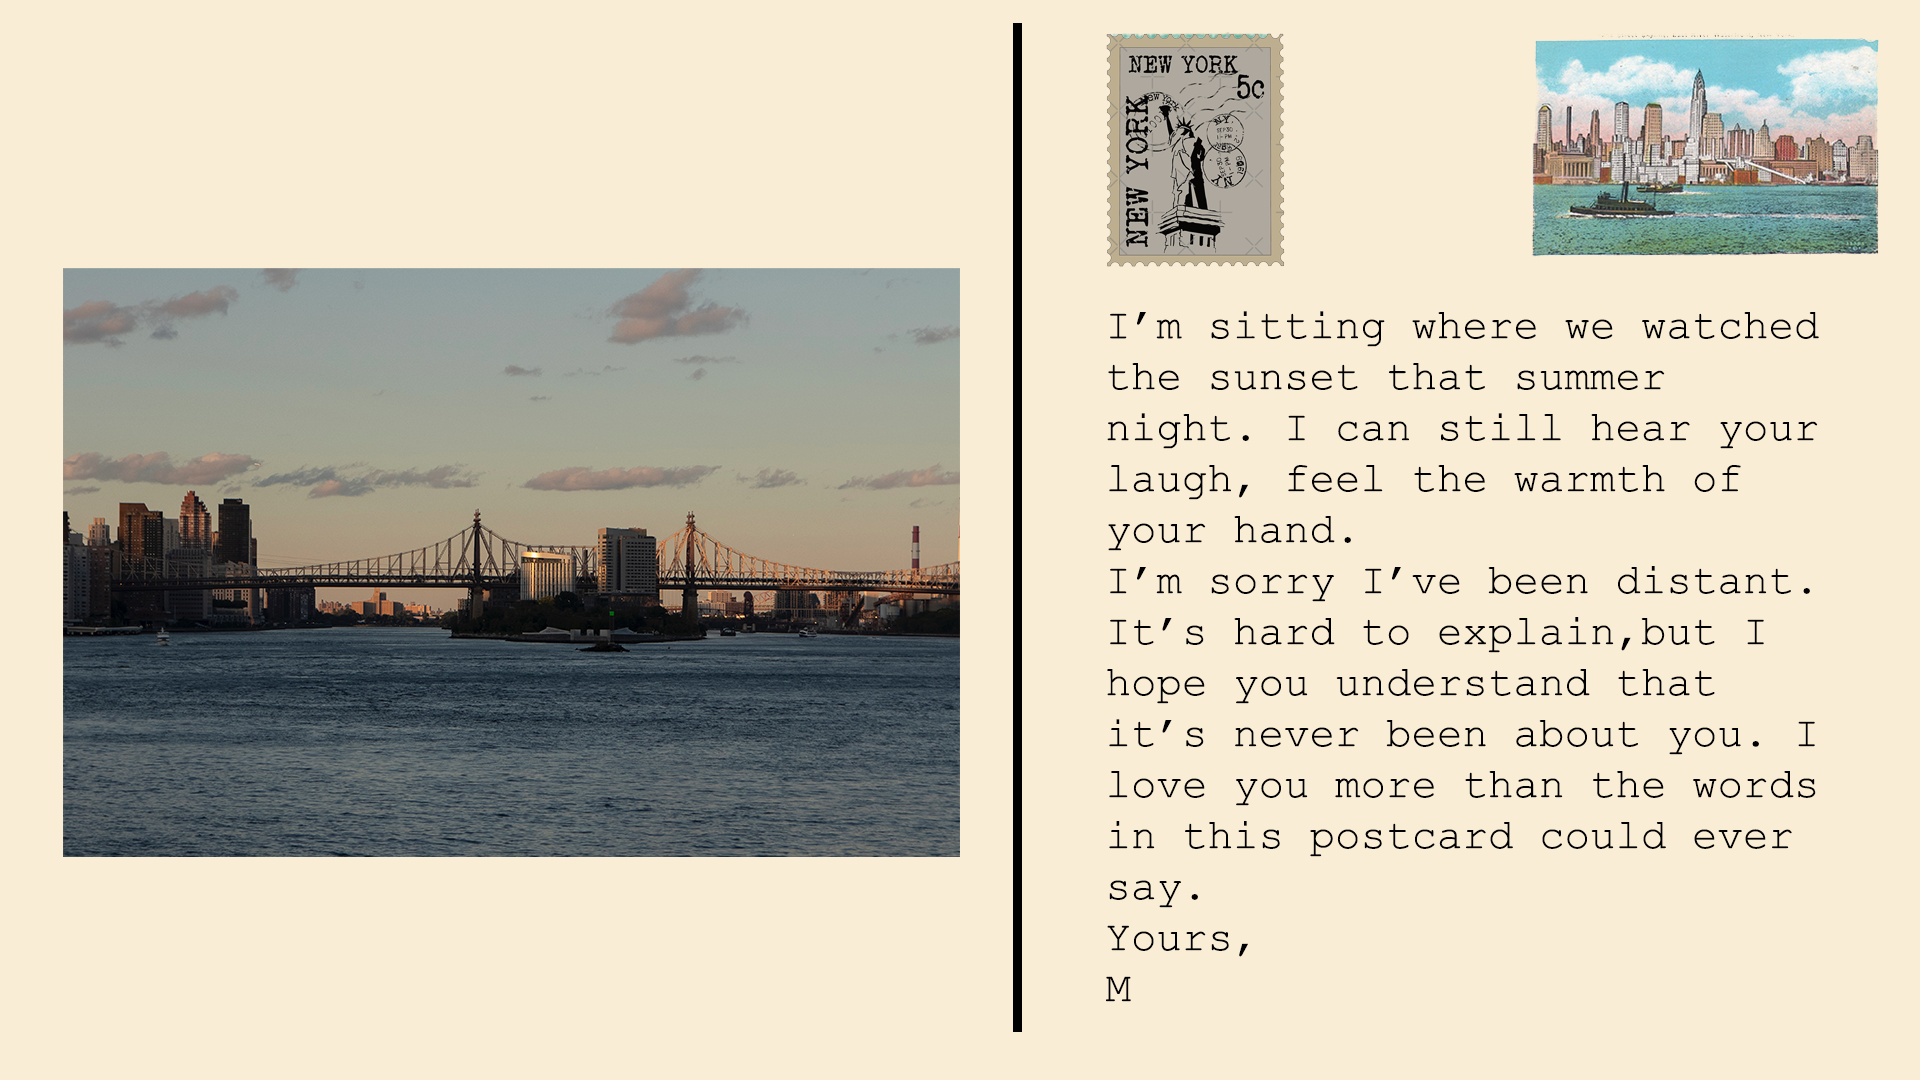 NEW YORK
5c
NEW YORK
I’m sitting where we watched
the sunset that summer
night. I can still hear your
laugh, feel the warmth of
your hand.
I’m sorry I’ve been distant.
It’s hard to explain,but I
hope you understand that
it’s never been about you. I
love you more than the words
in this postcard could ever
say.
Yours,
M